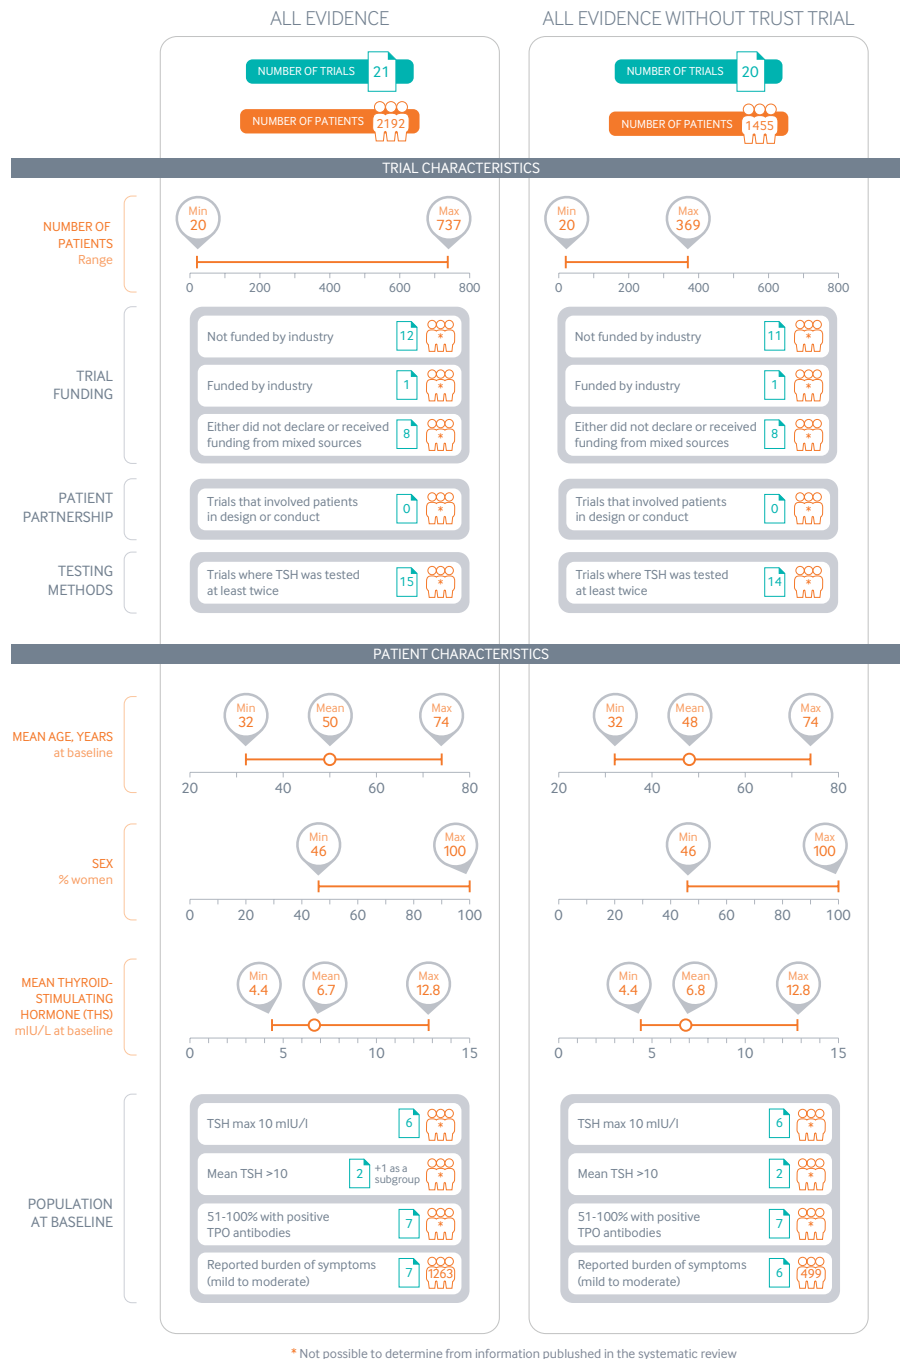 ALL EVIDENCE
ALL EVIDENCE WITHOUT TRUST TRIAL
NUMBER OF TRIALS 21
NUMBER OF TRIALS 20
NUMBER OF PATIENTS 2192
NUMBER OF PATIENTS 1455
TRIAL CHARACTERISTICS
NUMBER OF
PATIENTS
Range
Min
20
Max
737
0 200 400 600 800
Min
20
Max
369
0 200 400 600 800
TRIAL
FUNDING
Not funded by industry 12 *
Funded by industry 1 *
Either did not declare or received
funding from mixed sources 8 *
Not funded by industry 11 *
Funded by industry 1 *
Either did not declare or received
funding from mixed sources 8 *
PATIENT
PARTNERSHIP
Trials that involved patients
in design or conduct 0 *
Trials that involved patients
in design or conduct 0 *
TESTING
METHODS
Trials where TSH was tested
at least twice 15 *
Trials where TSH was tested
at least twice 14 *
PATIENT CHARACTERISTICS
MEAN AGE, YEARS
at baseline
Min
32
Mean
50
Max
74
20 40 60 80
Min
32
Mean
48
Max
74
20 40 60 80
SEX
% women
Min
46
Max
100
0 20 40 60 80 100
Min
46
Max
100
0 20 40 60 80 100
MEAN THYROID-
STIMULATING
HORMONE (THS)
mIU/L at baseline
Min
4.4
Mean
6.7
Max
12.8
0 5 10 15
Min
4.4
Mean
6.8
Max
12.8
0 5 10 15
POPULATION
AT BASELINE
TSH max 10 mIU/l 6 *
Mean TSH >10 2 +1 as a
subgroup *
51-100% with positive
TPO antibodies 7 *
Reported burden of symptoms
(mild to moderate) 7 1263
TSH max 10 mIU/l 6 *
Mean TSH >10 2 *
51-100% with positive
TPO antibodies 7 *
Reported burden of symptoms
(mild to moderate) 6 499
* Not possible to determine from information publushed in the systematic review